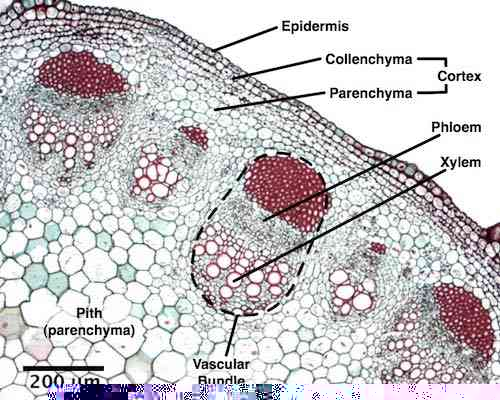 Epidermis
Collenchyma
Cortex
Parenchyma
Phloem
Xylem
Pith
(parenchyma)
Vascular
Bundle
200 µm